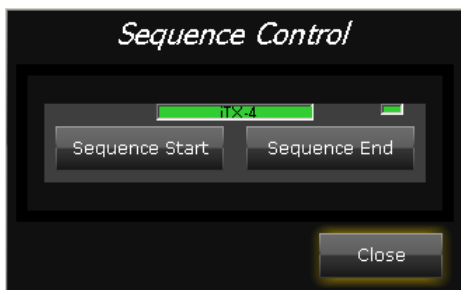 Sequence Control
iTX-4
Sequence Start
Sequence End
Close